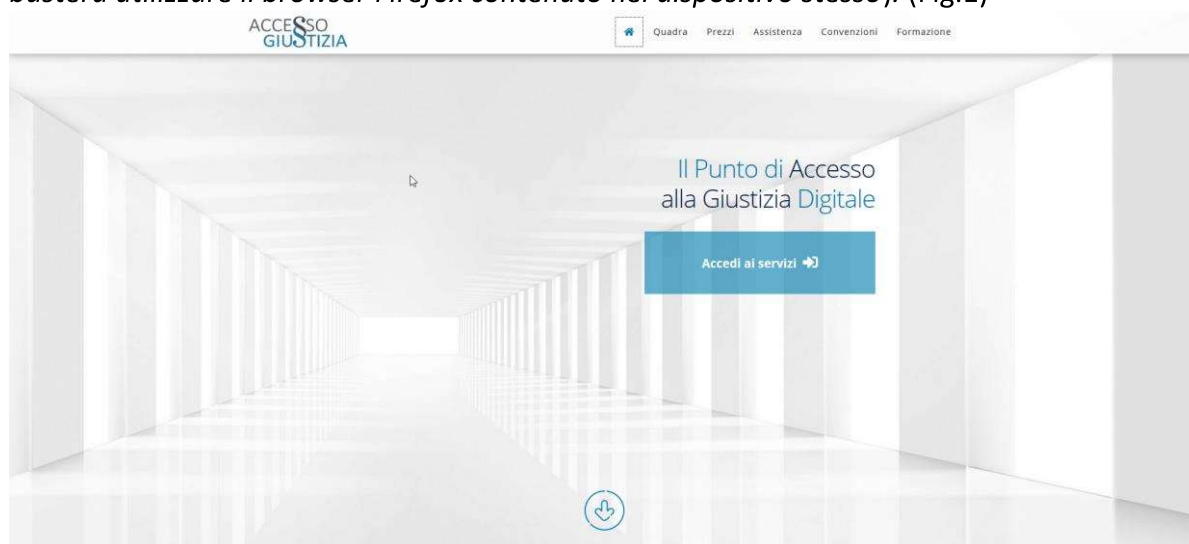 basterà utilizzare il browser Firefox contenuto nel dispositivo stesso). (Fig.1)
ACCESSO
GIUSTIZIA
Quadra Prezzi Assistenza Convenzioni Formazione
Il Punto di Accesso
alla Giustizia Digitale
Accedi ai servizi